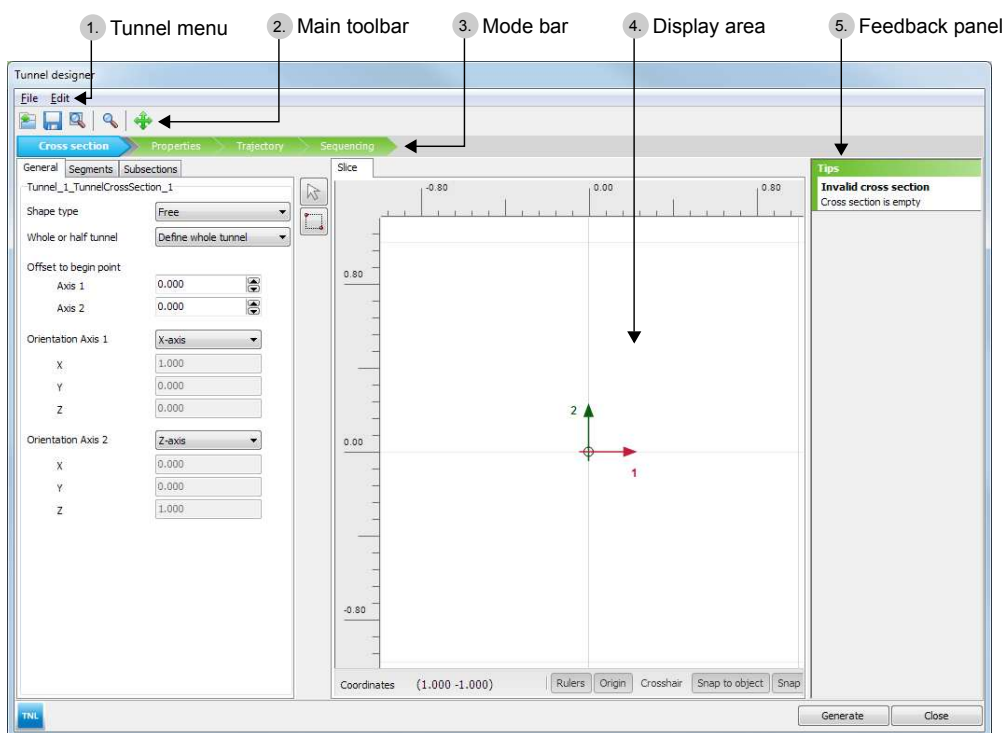 1. Tunnel menu
2. Main toolbar
3. Mode bar
4. Display area
5. Feedback panel
Tunnel designer
File Edit
Cross section Properties Trajectory Sequencing
General Segments Subsections
Tunnel_1_TunnelCrossSection_1
Shape type Free
Whole or half tunnel Define whole tunnel
Offset to begin point
Axis 1 0.000
Axis 2 0.000
Orientation Axis 1 X-axis
X 1.000
Y 0.000
Z 0.000
Orientation Axis 2 Z-axis
X 0.000
Y 0.000
Z 1.000
Slice
-0.80 0.00 0.80
0.80
0.00
-0.80
2
1
Coordinates (1.000 -1.000) Rulers Origin Crosshair Snap to object Snap
Tips
Invalid cross section
Cross section is empty
TNL
Generate Close